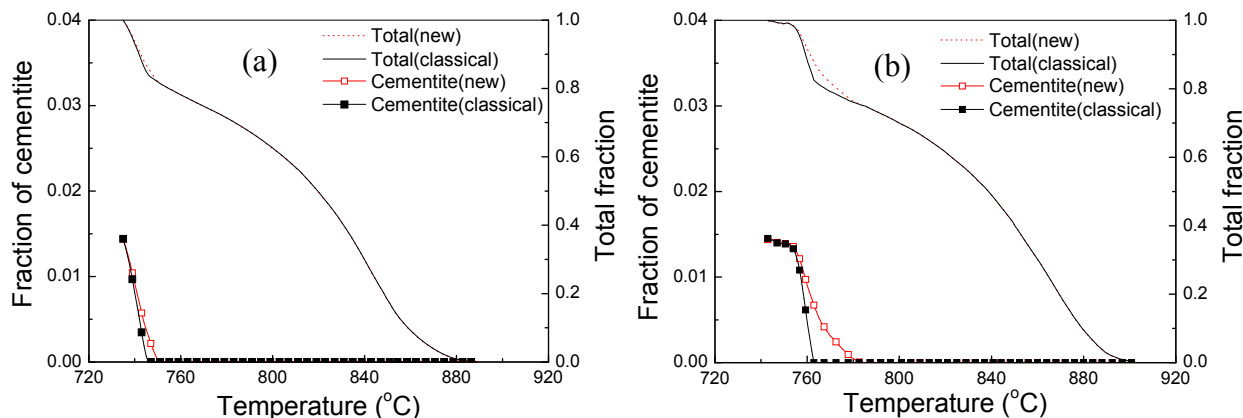 (a)
Total(new)
Total(classical)
Cementite(new)
Cementite(classical)
0.04
0.03
0.02
0.01
0.00
Fraction of cementite
1.0
0.8
0.6
0.4
0.2
0.0
Total fraction
720 760 800 840 880 920
Temperature (°C)
(b)
Total(new)
Total(classical)
Cementite(new)
Cementite(classical)
0.04
0.03
0.02
0.01
0.00
Fraction of cementite
1.0
0.8
0.6
0.4
0.2
0.0
Total fraction
720 760 800 840 880 920
Temperature (°C)